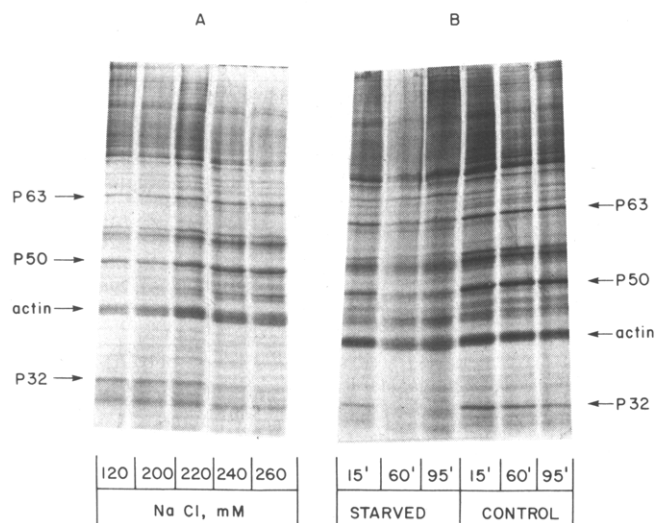 A B
P63
P50
actin
P32
P63
P50
actin
P32
120 200 220 240 260
Na Cl, mM
15' 60' 95' 15' 60' 95'
STARVED CONTROL